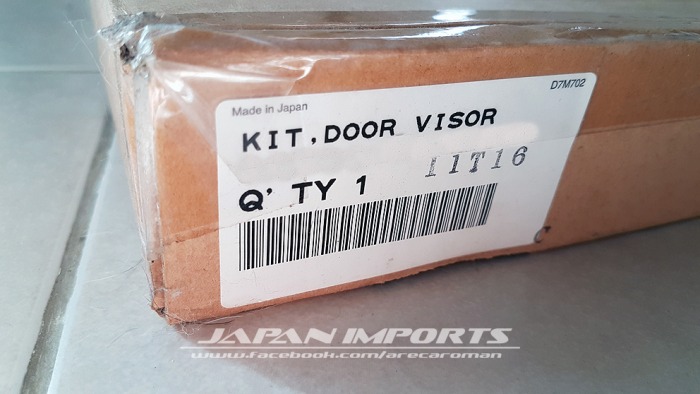 D7M702
Made in Japan
KIT,DOOR VISOR
Q'TY 1 11T16
JAPAN IMPORTS
www.facebook.com/arecaroman